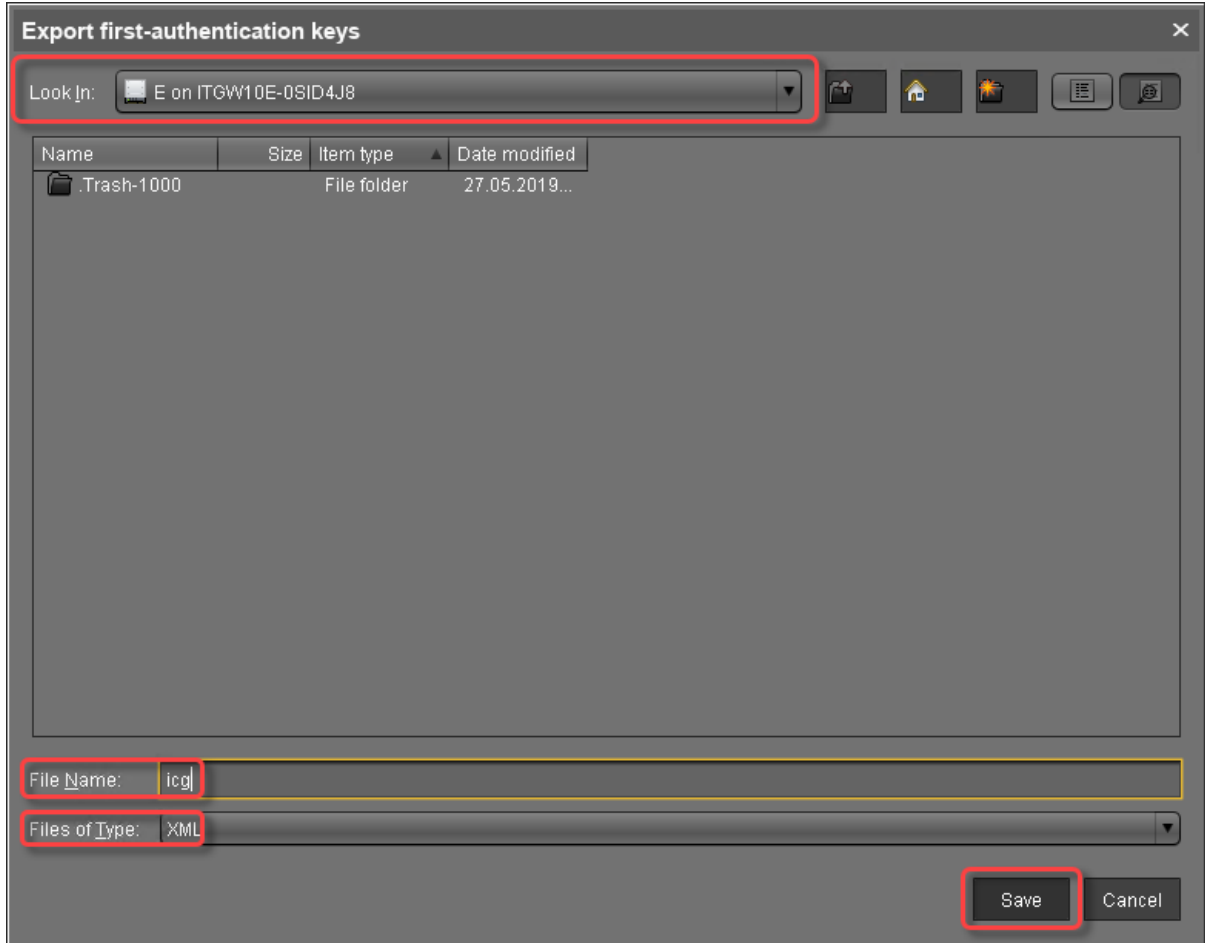 Export first-authentication keys
Look In: E on ITGW10E-0SID4J8
Name Size Item type Date modified
.Trash-1000 File folder 27.05.2019...
File Name: icg
Files of Type: XML
Save Cancel